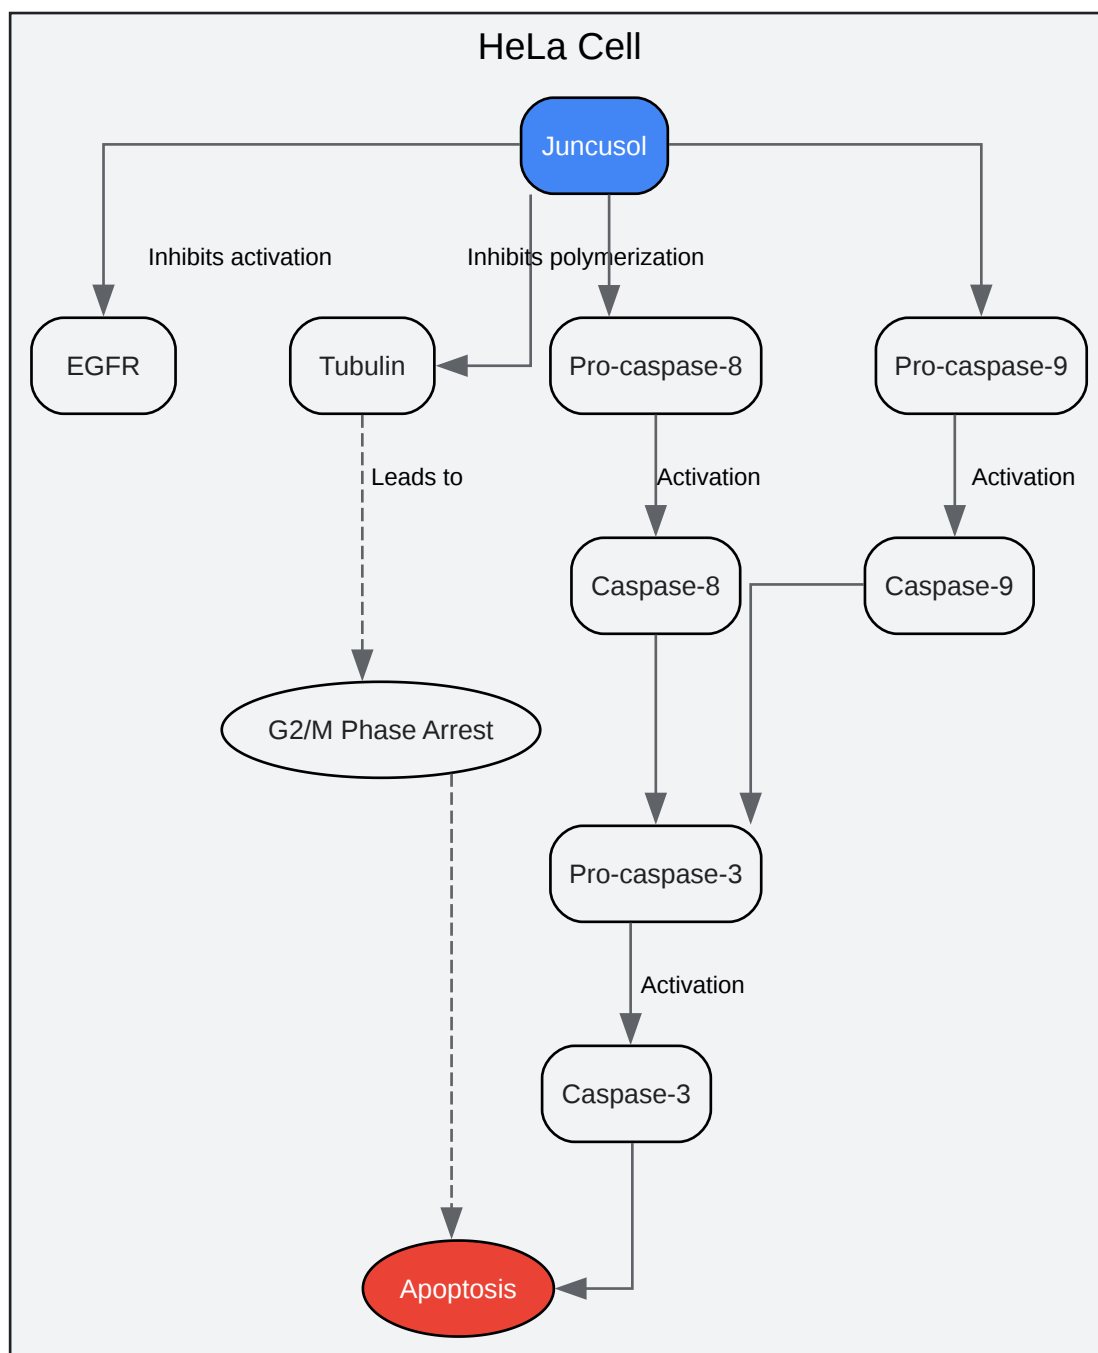 HeLa Cell
Juncusol
Inhibits activation
Inhibits polymerization
EGFR
Tubulin
Pro-caspase-8
Pro-caspase-9
Leads to
Activation
Activation
Caspase-8
Caspase-9
G2/M Phase Arrest
Pro-caspase-3
Activation
Caspase-3
Apoptosis